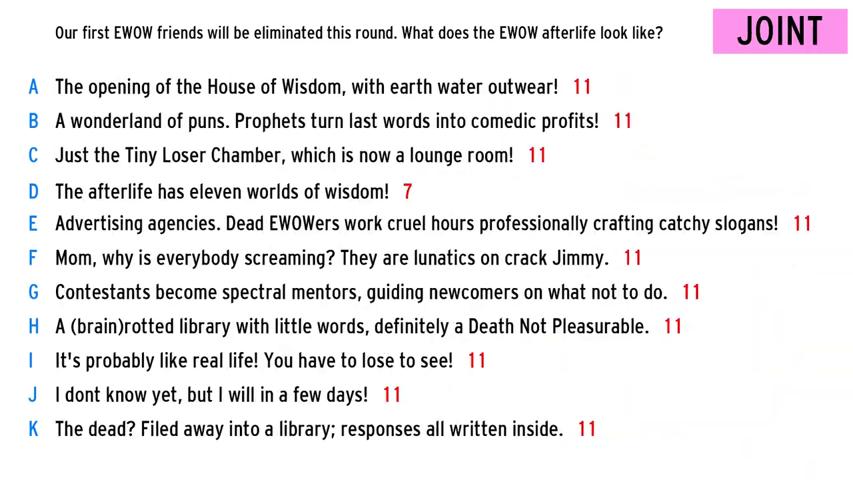 Our first EWOW friends will be eliminated this round. What does the EWOW afterlife look like?
JOINT
A The opening of the House of Wisdom, with earth water outwear! 11
B A wonderland of puns. Prophets turn last words into comedic profits! 11
C Just the Tiny Loser Chamber, which is now a lounge room! 11
D The afterlife has eleven worlds of wisdom! 7
E Advertising agencies. Dead EWOWers work cruel hours professionally crafting catchy slogans! 11
F Mom, why is everybody screaming? They are lunatics on crack Jimmy. 11
G Contestants become spectral mentors, guiding newcomers on what not to do. 11
H A (brain)rotted library with little words, definitely a Death Not Pleasurable. 11
I It's probably like real life! You have to lose to see! 11
J I dont know yet, but I will in a few days! 11
K The dead? Filed away into a library; responses all written inside. 11